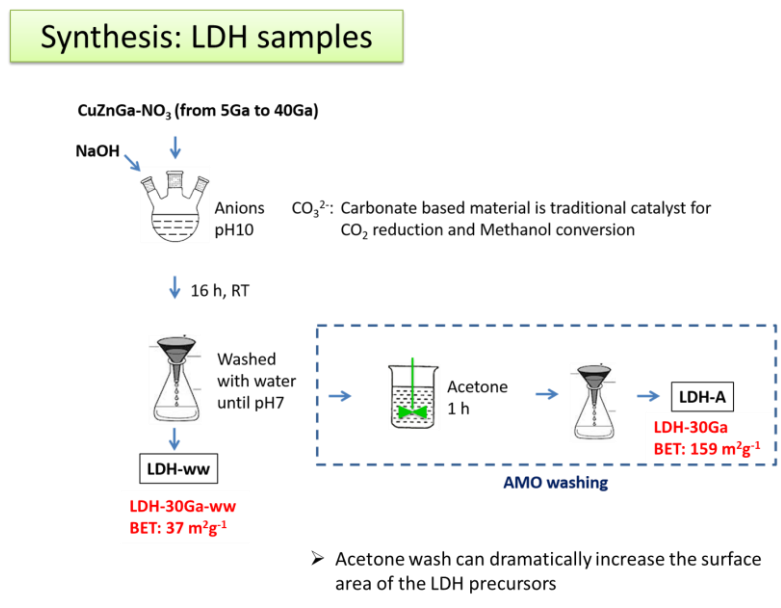 Synthesis: LDH samples
CuZnGa-NO₃ (from 5Ga to 40Ga)
NaOH
Anions
pH10
CO₃²⁻: Carbonate based material is traditional catalyst for
CO₂ reduction and Methanol conversion
16 h, RT
Washed
with water
until pH7
Acetone
1 h
LDH-A
LDH-30Ga
BET: 159 m²g⁻¹
AMO washing
LDH-ww
LDH-30Ga-ww
BET: 37 m²g⁻¹
➢ Acetone wash can dramatically increase the surface
area of the LDH precursors